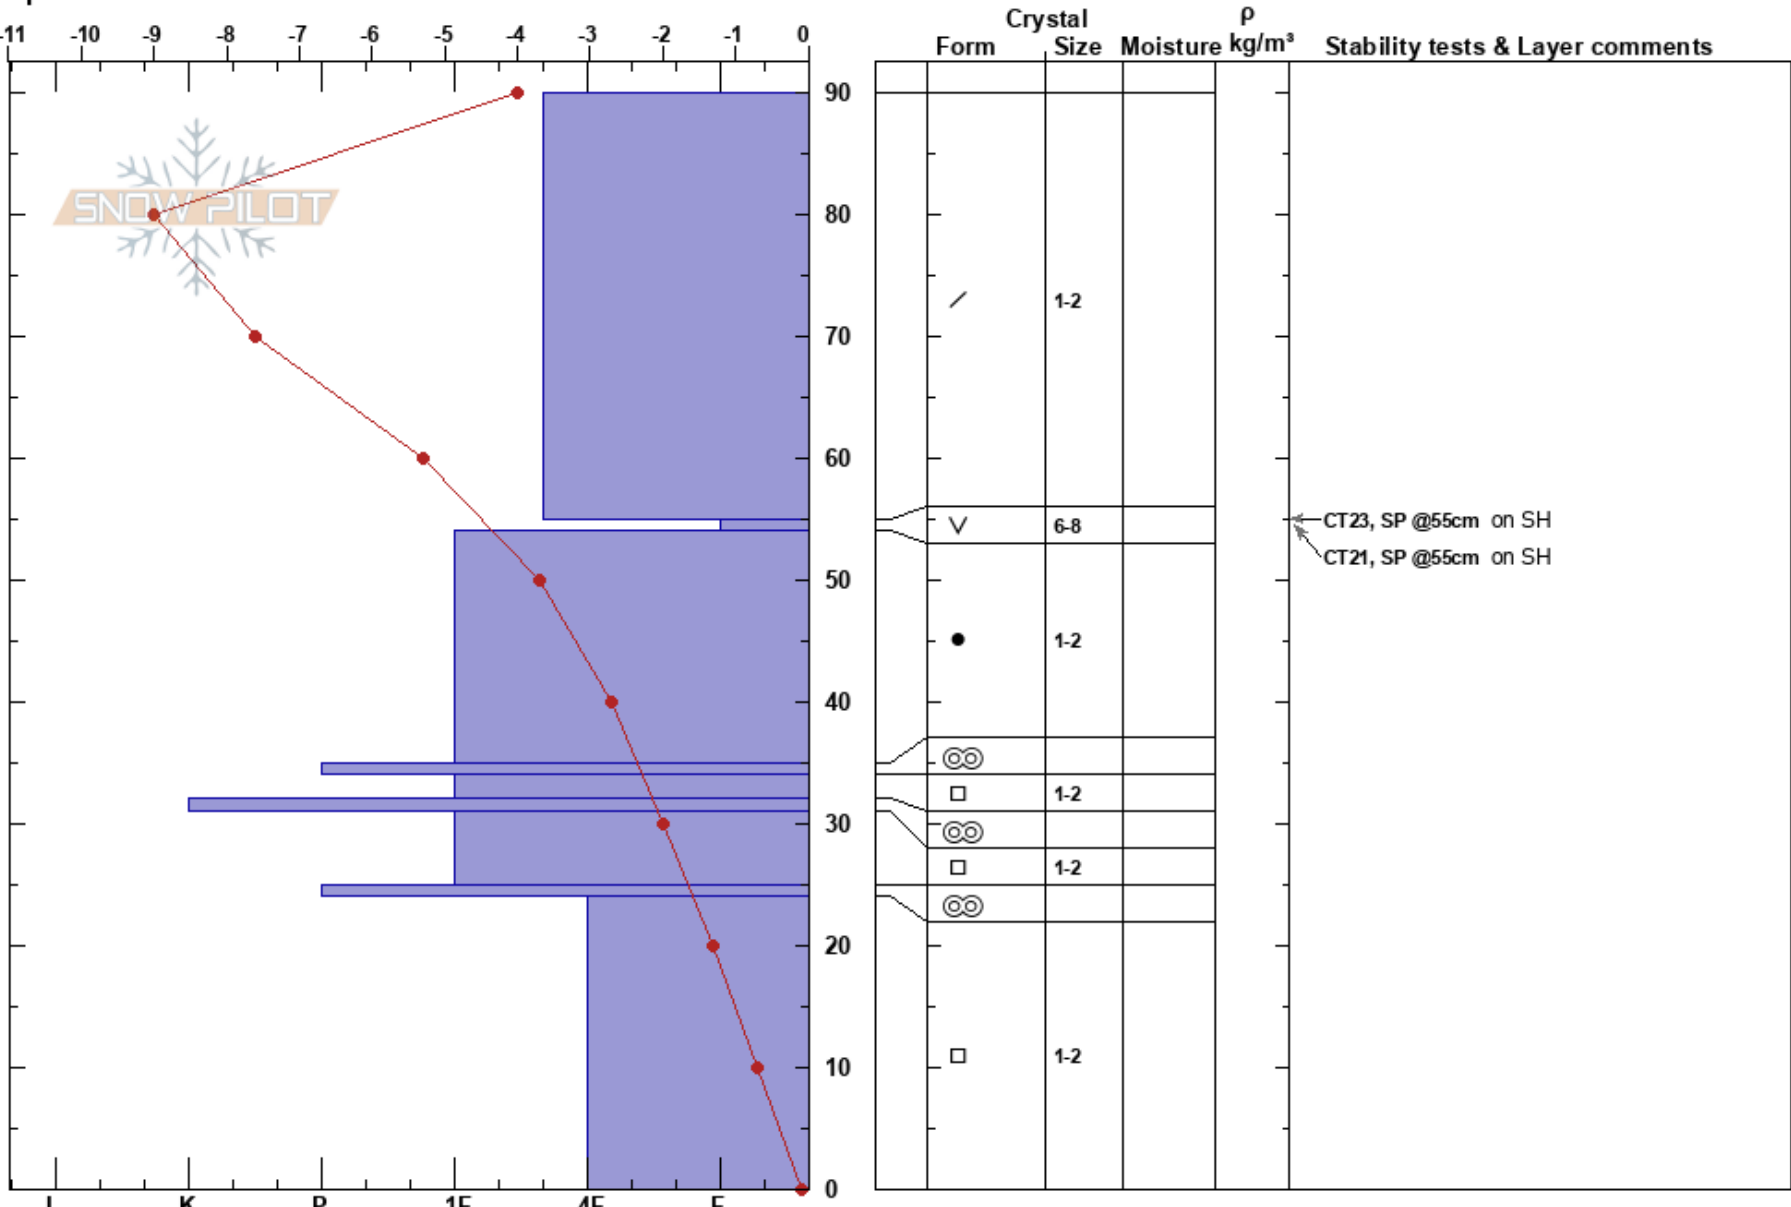 Crystal ρ
-11 -10 -9 -8 -7 -6 -5 -4 -3 -2 -1 0 Form Size Moisture kg/m³ Stability tests & Layer comments
90
SNOW PILOT
80
1-2
70
60
6-8 CT23, SP @55cm on SH
CT21, SP @55cm on SH
50
1-2
40
1-2
30
1-2
20
1-2
10
0
I K P 1F 4F F